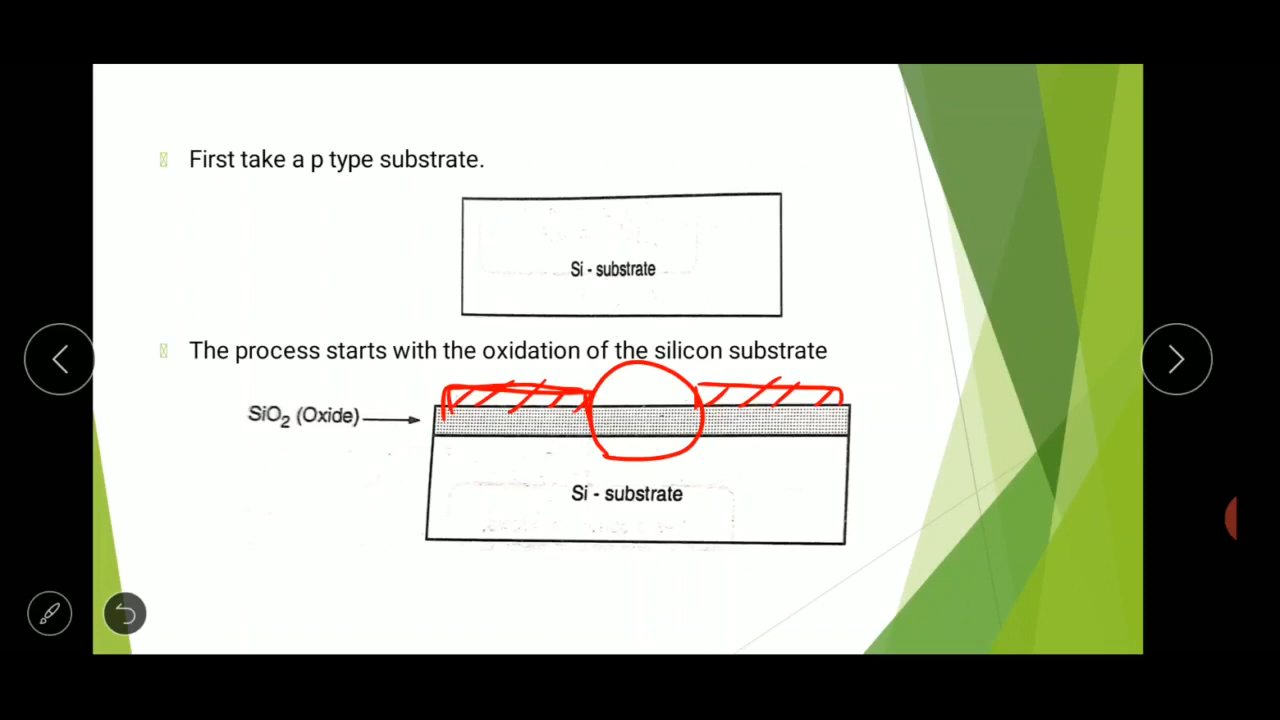 First take a p type substrate.
Si - substrate
The process starts with the oxidation of the silicon substrate
SiO₂ (Oxide)
Si - substrate